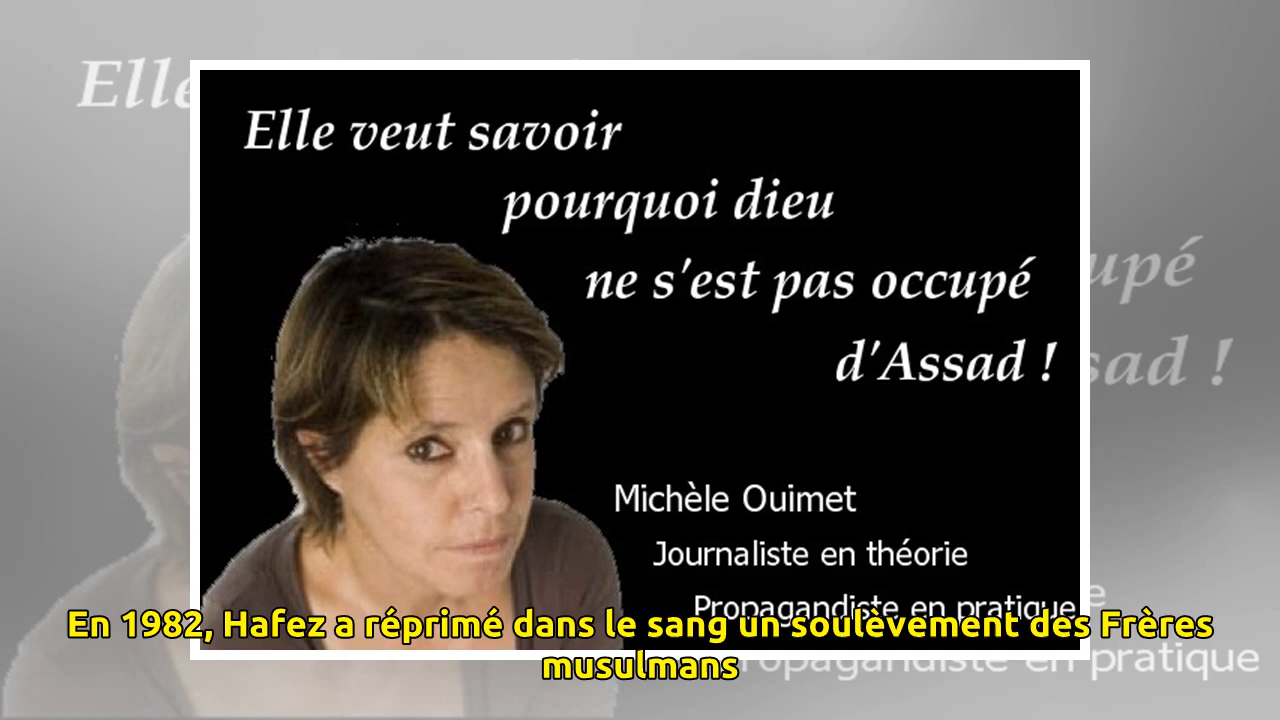 Elle veut savoir
pourquoi dieu
ne s'est pas occupé
d'Assad !
Michèle Ouimet
Journaliste en théorie
Propagandiste en pratique
En 1982, Hafez a réprimé dans le sang un soulèvement des Frères
musulmans